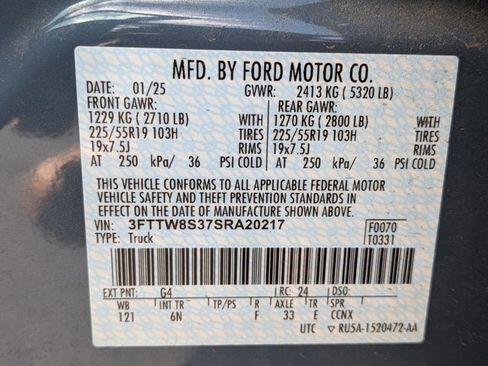 MFD. BY FORD MOTOR CO.
DATE: 01/25 GVWR: 2413 KG ( 5320 LB)
FRONT GAWR: REAR GAWR:
1229 KG ( 2710 LB) WITH 1270 KG ( 2800 LB) WITH
225/55R19 103H TIRES 225/55R19 103H TIRES
19x7.5J RIMS 19x7.5J RIMS
AT 250 kPa/ 36 PSI COLD AT 250 kPa/ 36 PSI COLD
THIS VEHICLE CONFORMS TO ALL APPLICABLE FEDERAL MOTOR
VEHICLE SAFETY, BUMPER, AND THEFT PREVENTION STANDARDS IN
EFFECT ON THE DATE OF MANUFACTURE SHOWN ABOVE.
VIN: 3FTTW8S37SRA20217 F0070
TYPE: Truck T0331
EXT PNT: G4 RC: 24 DSO:
WB INT TR TP/PS R AXLE TR SPR
121 6N F 33 E CCNX
UTC ▽ RU5A-1520472-AA